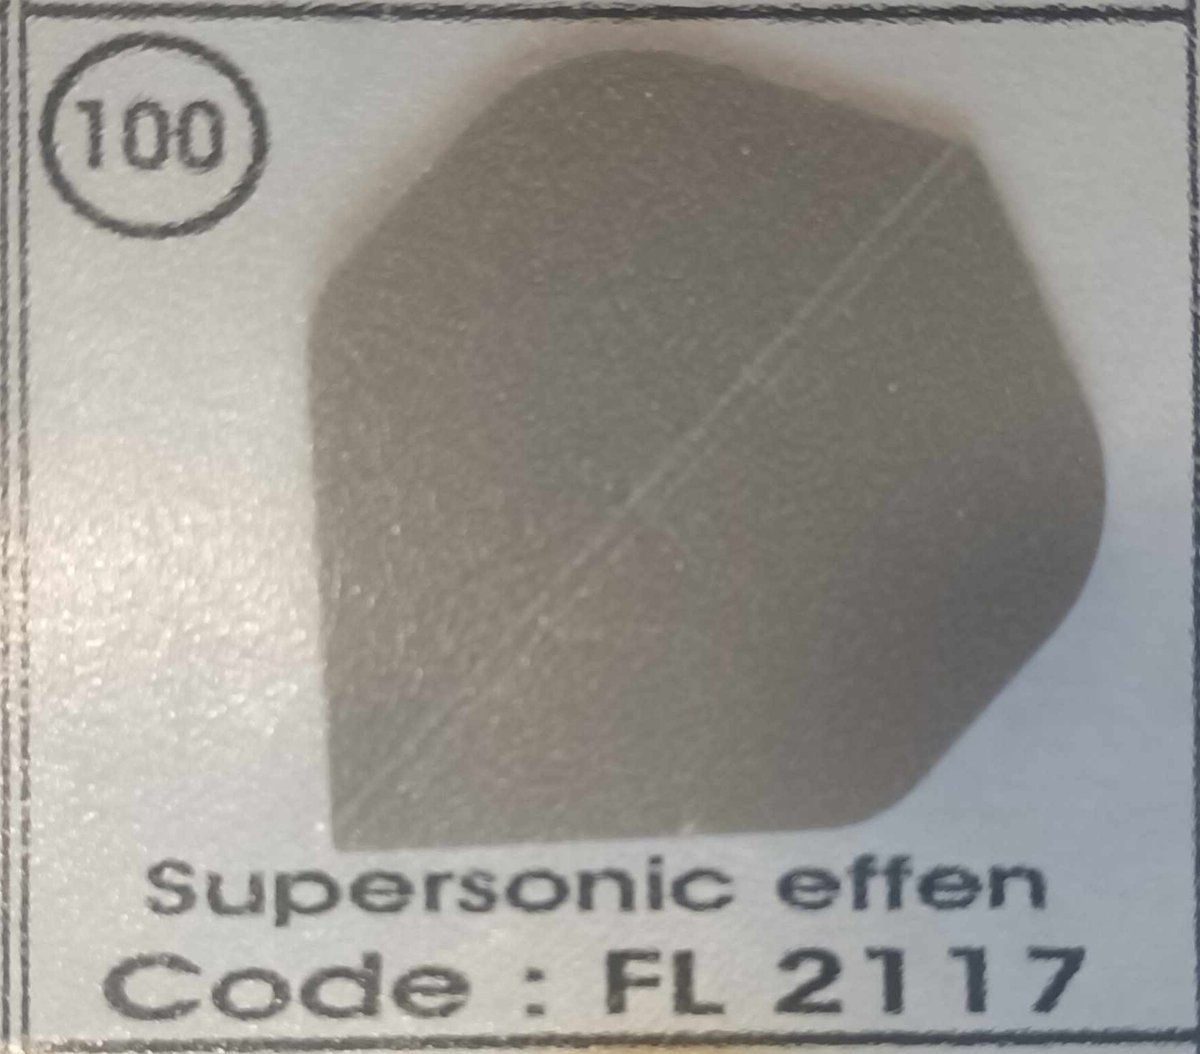 100
Supersonic effen
Code : FL 2117